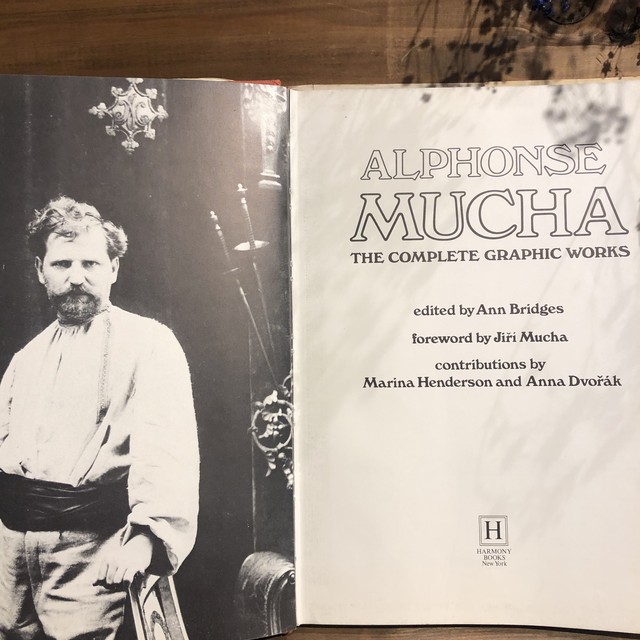 ALPHONSE
MUCHA
THE COMPLETE GRAPHIC WORKS
edited by Ann Bridges
foreword by Jiří Mucha
contributions by
Marina Henderson and Anna Dvořák
H
HARMONY
BOOKS
New York